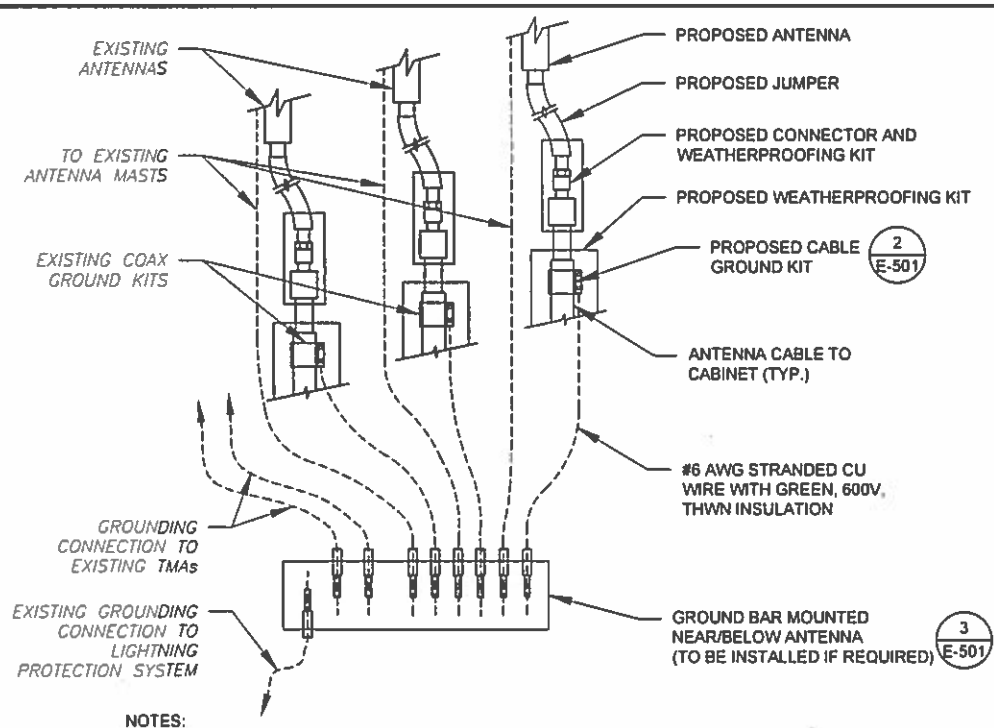 EXISTING
ANTENNAS
TO EXISTING
ANTENNA MASTS
EXISTING COAX
GROUND KITS
GROUNDING
CONNECTION TO
EXISTING TMAs
EXISTING GROUNDING
CONNECTION TO
LIGHTNING
PROTECTION SYSTEM
NOTES:
PROPOSED ANTENNA
PROPOSED JUMPER
PROPOSED CONNECTOR AND
WEATHERPROOFING KIT
PROPOSED WEATHERPROOFING KIT
PROPOSED CABLE
GROUND KIT
2
E-501
ANTENNA CABLE TO
CABINET (TYP.)
#6 AWG STRANDED CU
WIRE WITH GREEN, 600V,
THWN INSULATION
GROUND BAR MOUNTED
NEAR/BELOW ANTENNA
(TO BE INSTALLED IF REQUIRED)
3
E-501